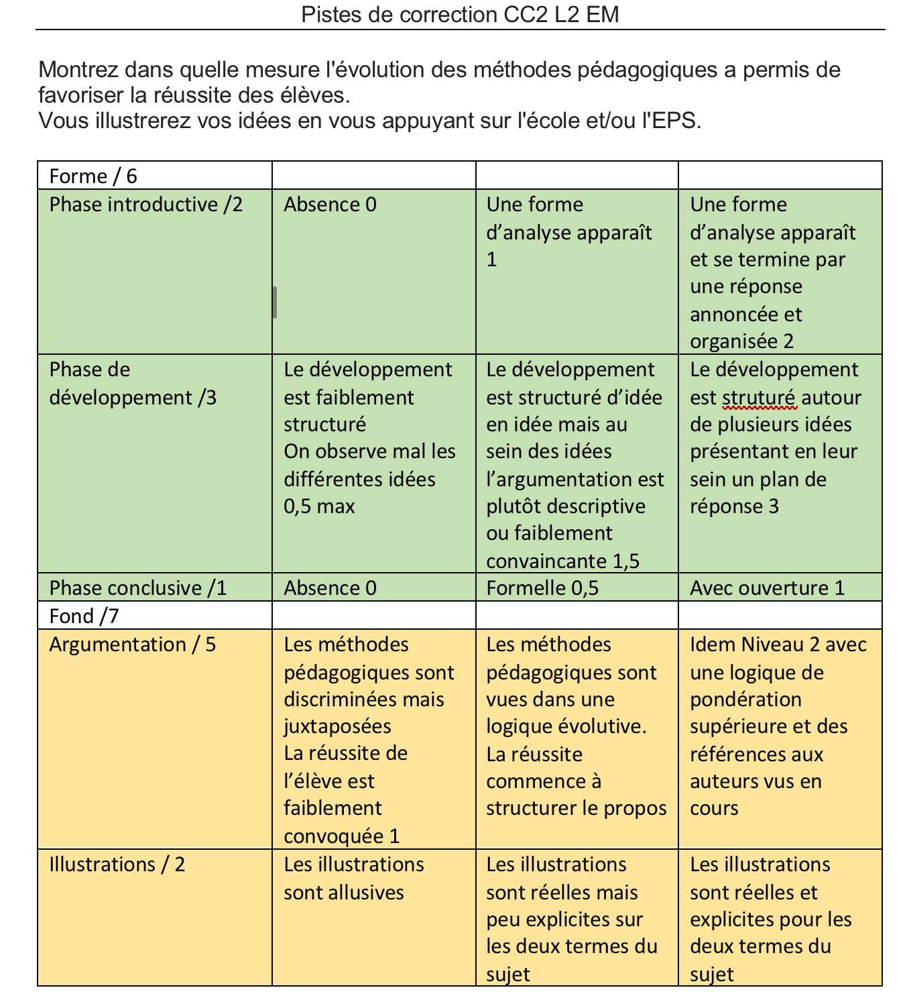 Pistes de correction CC2 L2 EM
Montrez dans quelle mesure l'évolution des méthodes pédagogiques a permis de
favoriser la réussite des élèves.
Vous illustrerez vos idées en vous appuyant sur l'école et/ou l'EPS.
Forme / 6
Phase introductive /2
Absence 0
Une forme
d’analyse apparaît
1
Une forme
d’analyse apparaît
et se termine par
une réponse
annoncée et
organisée 2
Phase de
développement /3
Le développement
est faiblement
structuré
On observe mal les
différentes idées
0,5 max
Le développement
est structuré d’idée
en idée mais au
sein des idées
l’argumentation est
plutôt descriptive
ou faiblement
convaincante 1,5
Le développement
est struturé autour
de plusieurs idées
présentant en leur
sein un plan de
réponse 3
Phase conclusive /1
Absence 0
Formelle 0,5
Avec ouverture 1
Fond /7
Argumentation / 5
Les méthodes
pédagogiques sont
discriminées mais
juxtaposées
La réussite de
l’élève est
faiblement
convoquée 1
Les méthodes
pédagogiques sont
vues dans une
logique évolutive.
La réussite
commence à
structurer le propos
Idem Niveau 2 avec
une logique de
pondération
supérieure et des
références aux
auteurs vus en
cours
Illustrations / 2
Les illustrations
sont allusives
Les illustrations
sont réelles mais
peu explicites sur
les deux termes du
sujet
Les illustrations
sont réelles et
explicites pour les
deux termes du
sujet